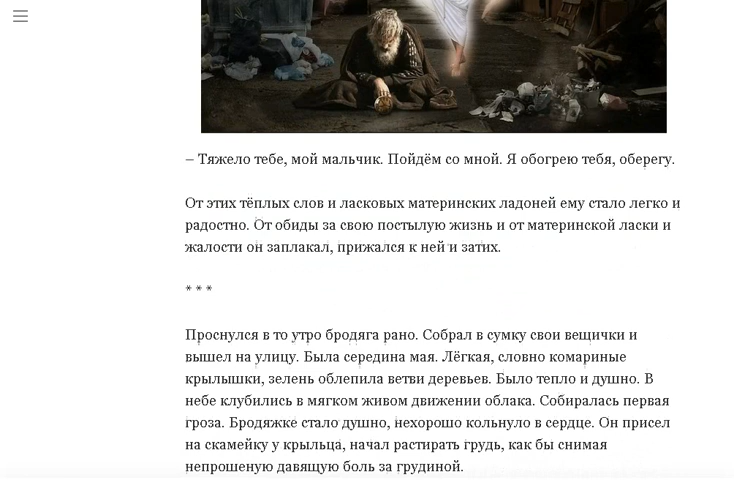 – Тяжело тебе, мой мальчик. Пойдём со мной. Я обогрею тебя, оберегу.
От этих тёплых слов и ласковых материнских ладоней ему стало легко и
радостно. От обиды за свою постылую жизнь и от материнской ласки и
жалости он заплакал, прижался к ней и затих.
* * *
Проснулся в то утро бродяга рано. Собрал в сумку свои вещички и
вышел на улицу. Была середина мая. Лёгкая, словно комариные
крылышки, зелень облепила ветви деревьев. Было тепло и душно. В
небе клубились в мягком живом движении облака. Собиралась первая
гроза. Бродяжке стало душно, нехорошо кольнуло в сердце. Он присел
на скамейку у крыльца, начал растирать грудь, как бы снимая
непрошеную давящую боль за грудиной.